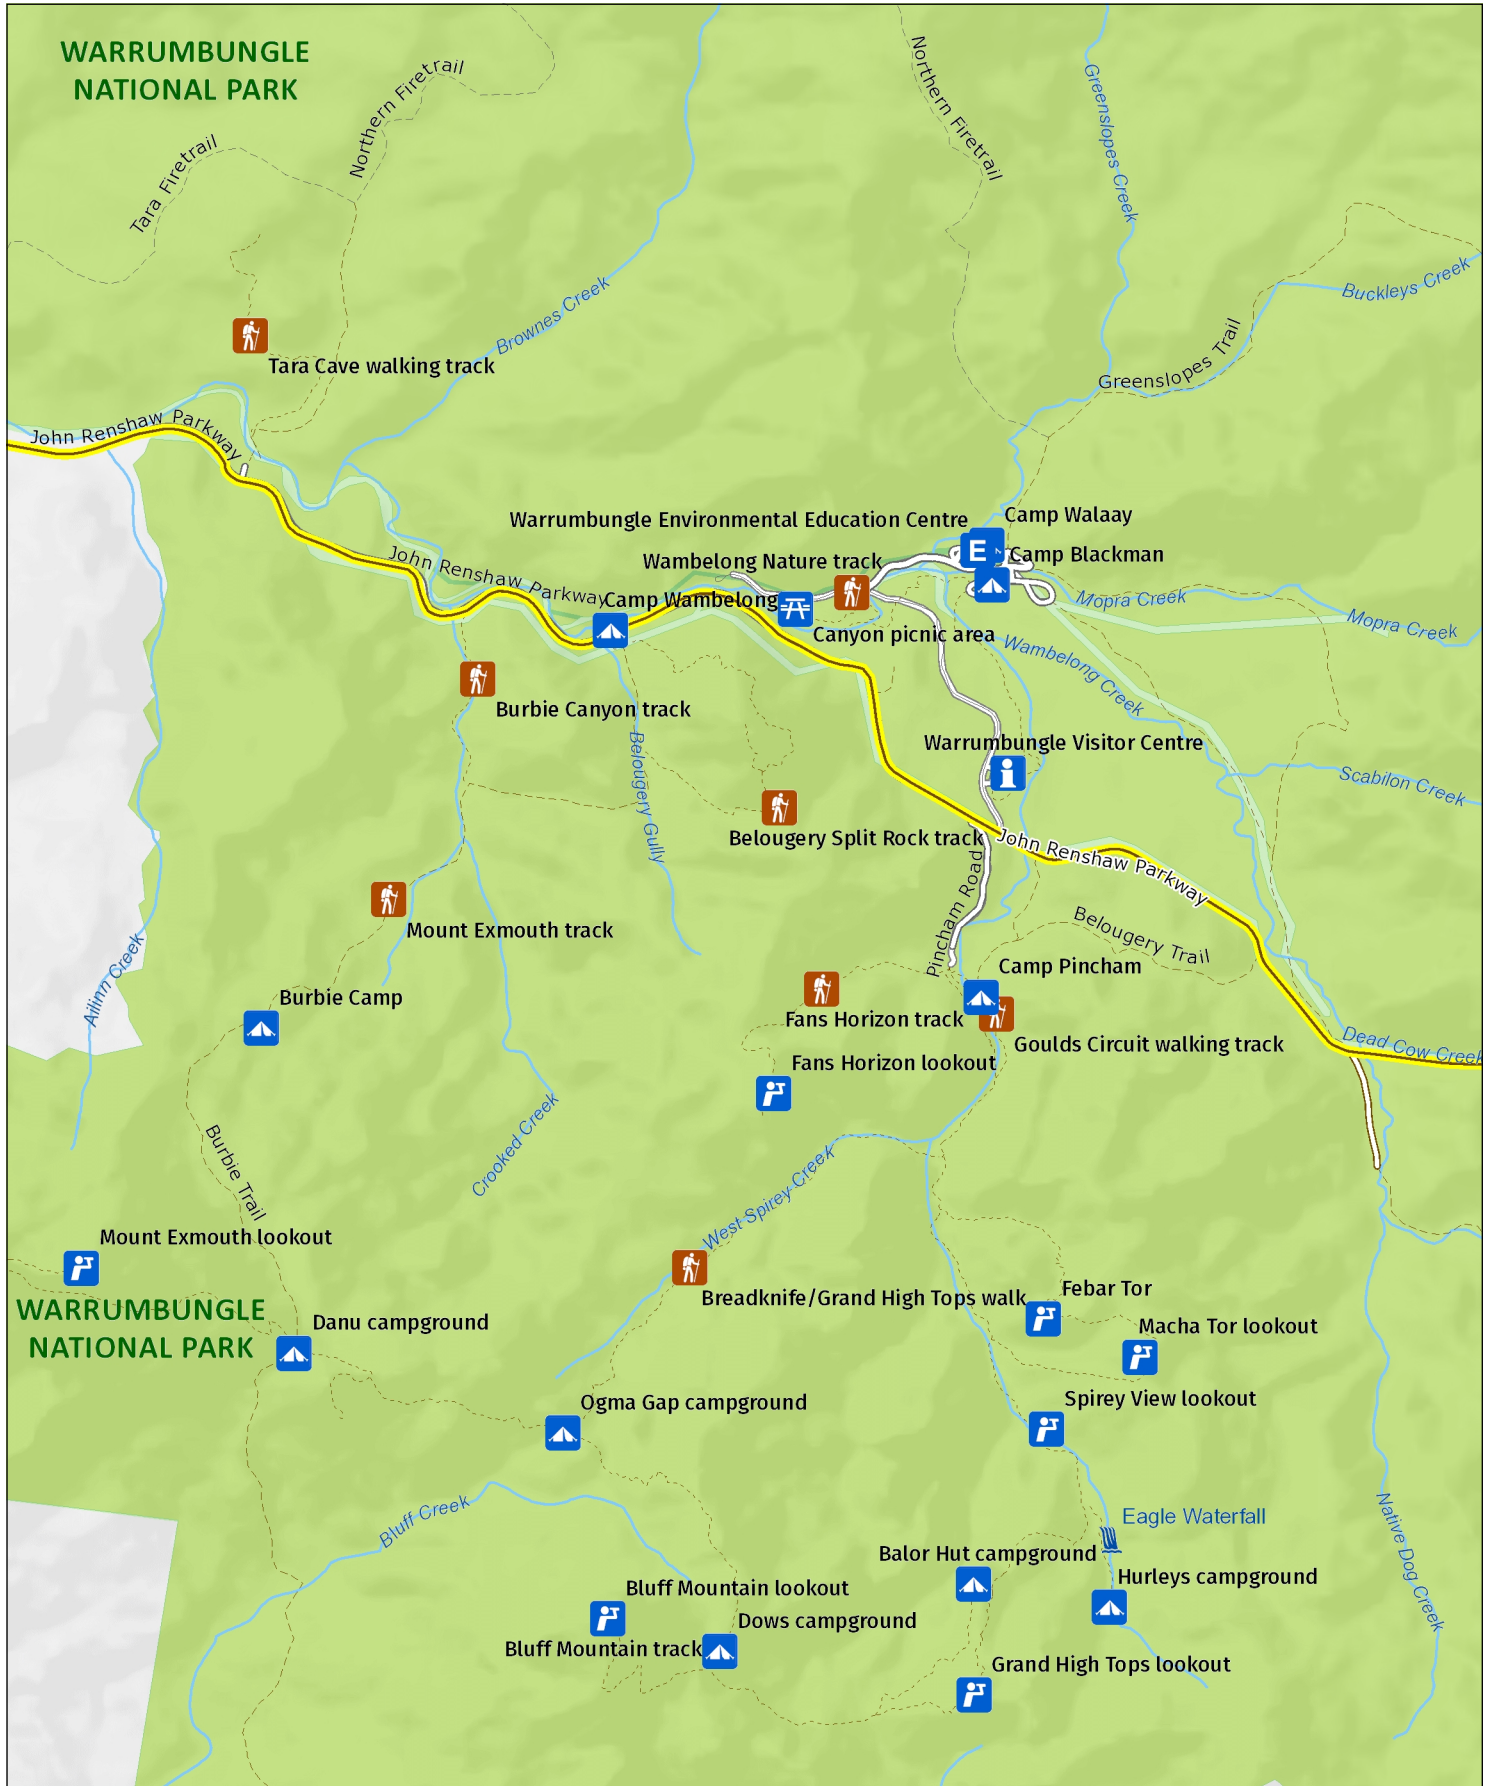 WARRUMBUNGLE
NATIONAL PARK
Northern Firetrail
Tara Firetrail
Northern Firetrail
Greenslopes Creek
Buckleys Creek
Brownes Creek
Greenslopes Trail
Tara Cave walking track
John Renshaw Parkway
Warrumbungle Environmental Education Centre
Camp Walaay
E
Camp Blackman
John Renshaw Parkway
Wambelong Nature track
Camp Wambelong
Canyon picnic area
Mopra Creek
Mopra Creek
Wambelong Creek
Burbie Canyon track
Belougery Gully
Warrumbungle Visitor Centre
Scabilon Creek
Belougery Split Rock track
John Renshaw Parkway
Pincham Road
Mount Exmouth track
Belougery Trail
Ailinn Creek
Burbie Camp
Camp Pincham
Fans Horizon track
Goulds Circuit walking track
Dead Cow Creek
Fans Horizon lookout
Crooked Creek
Burbie Trail
West Spirey Creek
Mount Exmouth lookout
WARRUMBUNGLE
NATIONAL PARK
Breadknife/Grand High Tops walk
Febar Tor
Danu campground
Macha Tor lookout
Ogma Gap campground
Spirey View lookout
Bluff Creek
Native Dog Creek
Eagle Waterfall
Balor Hut campground
Hurleys campground
Bluff Mountain lookout
Dows campground
Bluff Mountain track
Grand High Tops lookout